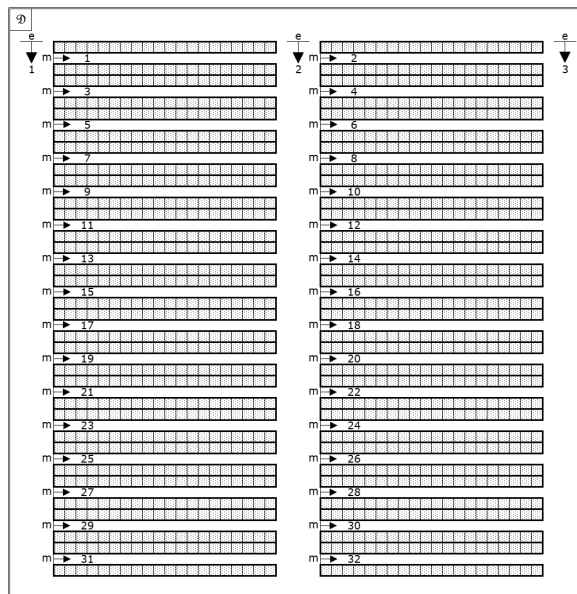 𝒟
e e e
1 2 3
m 1 m 2
m 3 m 4
m 5 m 6
m 7 m 8
m 9 m 10
m 11 m 12
m 13 m 14
m 15 m 16
m 17 m 18
m 19 m 20
m 21 m 22
m 23 m 24
m 25 m 26
m 27 m 28
m 29 m 30
m 31 m 32